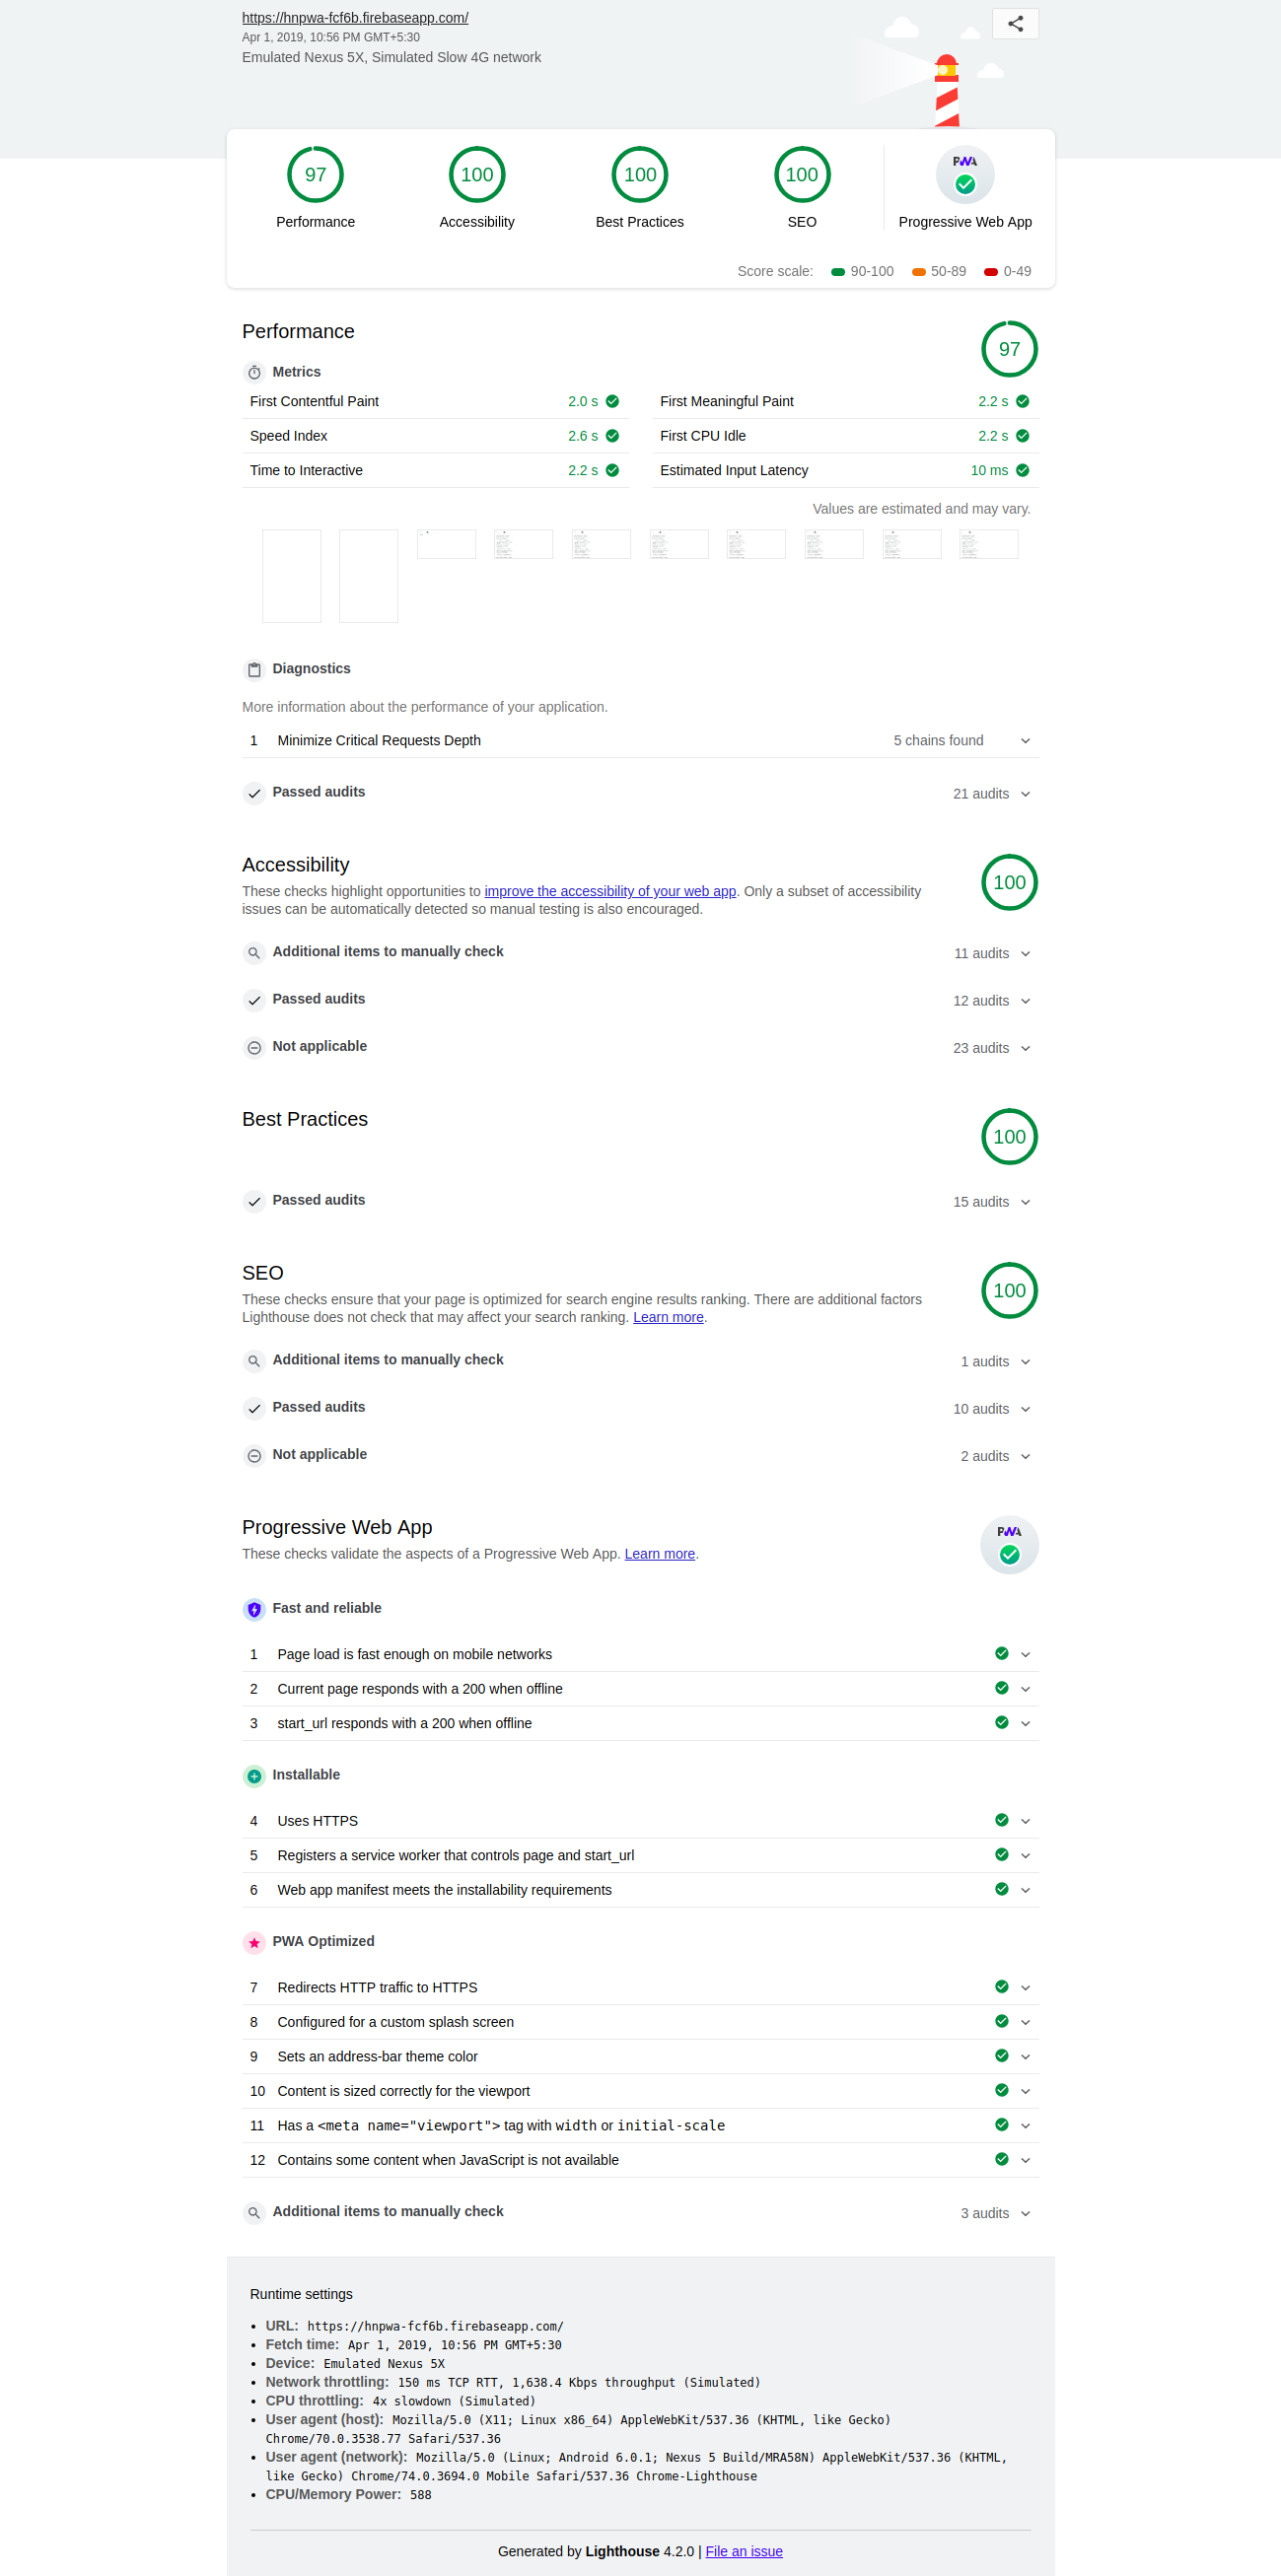 https://hnpwa-fcf6b.firebaseapp.com/
Apr 1, 2019, 10:56 PM GMT+5:30
Emulated Nexus 5X, Simulated Slow 4G network
97
100
100
100
PWA
Performance
Accessibility
Best Practices
SEO
Progressive Web App
Score scale: 90-100 50-89 0-49
Performance
97
Metrics
First Contentful Paint 2.0 s
First Meaningful Paint 2.2 s
Speed Index 2.6 s
First CPU Idle 2.2 s
Time to Interactive 2.2 s
Estimated Input Latency 10 ms
Values are estimated and may vary.
Diagnostics
More information about the performance of your application.
1 Minimize Critical Requests Depth 5 chains found
Passed audits 21 audits
Accessibility
100
These checks highlight opportunities to improve the accessibility of your web app. Only a subset of accessibility
issues can be automatically detected so manual testing is also encouraged.
Additional items to manually check 11 audits
Passed audits 12 audits
Not applicable 23 audits
Best Practices
100
Passed audits 15 audits
SEO
100
These checks ensure that your page is optimized for search engine results ranking. There are additional factors
Lighthouse does not check that may affect your search ranking. Learn more.
Additional items to manually check 1 audits
Passed audits 10 audits
Not applicable 2 audits
Progressive Web App
PWA
These checks validate the aspects of a Progressive Web App. Learn more.
Fast and reliable
1 Page load is fast enough on mobile networks
2 Current page responds with a 200 when offline
3 start_url responds with a 200 when offline
Installable
4 Uses HTTPS
5 Registers a service worker that controls page and start_url
6 Web app manifest meets the installability requirements
PWA Optimized
7 Redirects HTTP traffic to HTTPS
8 Configured for a custom splash screen
9 Sets an address-bar theme color
10 Content is sized correctly for the viewport
11 Has a <meta name="viewport"> tag with width or initial-scale
12 Contains some content when JavaScript is not available
Additional items to manually check 3 audits
Runtime settings
URL: https://hnpwa-fcf6b.firebaseapp.com/
Fetch time: Apr 1, 2019, 10:56 PM GMT+5:30
Device: Emulated Nexus 5X
Network throttling: 150 ms TCP RTT, 1,638.4 Kbps throughput (Simulated)
CPU throttling: 4x slowdown (Simulated)
User agent (host): Mozilla/5.0 (X11; Linux x86_64) AppleWebKit/537.36 (KHTML, like Gecko)
Chrome/70.0.3538.77 Safari/537.36
User agent (network): Mozilla/5.0 (Linux; Android 6.0.1; Nexus 5 Build/MRA58N) AppleWebKit/537.36 (KHTML,
like Gecko) Chrome/74.0.3694.0 Mobile Safari/537.36 Chrome-Lighthouse
CPU/Memory Power: 588
Generated by Lighthouse 4.2.0 | File an issue